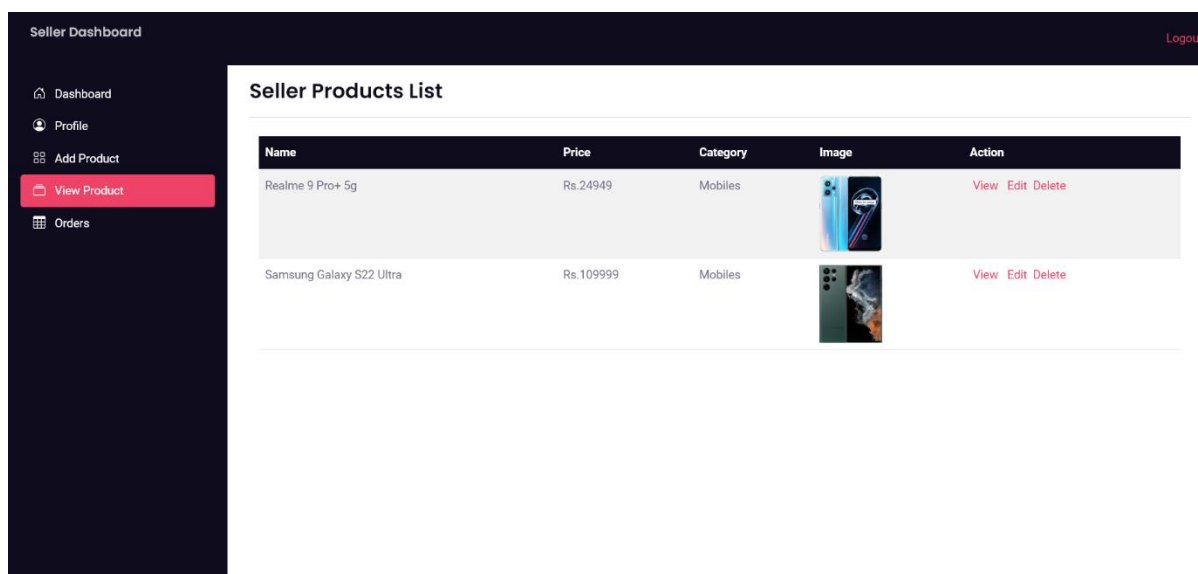 Seller Dashboard
Logou
Dashboard
Profile
Add Product
View Product
Orders
Seller Products List
Name Price Category Image Action
Realme 9 Pro+ 5g Rs.24949 Mobiles View Edit Delete
Samsung Galaxy S22 Ultra Rs.109999 Mobiles View Edit Delete